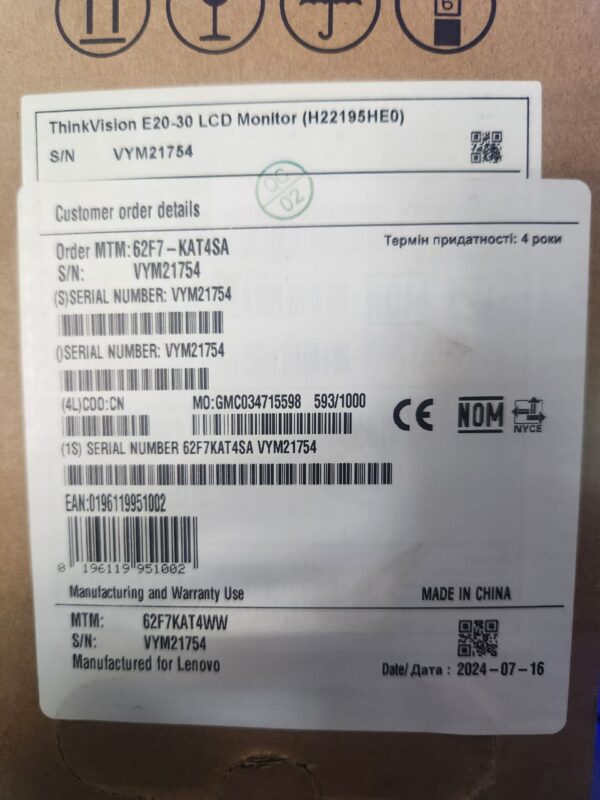 6
ThinkVision E20-30 LCD Monitor (H22195HE0)
S/N VYM21754
QC
02
Customer order details
Order MTM: 62F7-KAT4SA
Термін придатності: 4 роки
S/N: VYM21754
(S)SERIAL NUMBER: VYM21754
()SERIAL NUMBER: VYM21754
(4L)COO:CN MO:GMC034715598 593/1000
CE NOM NYCE
(1S) SERIAL NUMBER 62F7KAT4SA VYM21754
EAN:0196119951002
0 196119 951002
Manufacturing and Warranty Use MADE IN CHINA
MTM: 62F7KAT4WW
S/N: VYM21754
Manufactured for Lenovo
Date/Дата : 2024-07-16